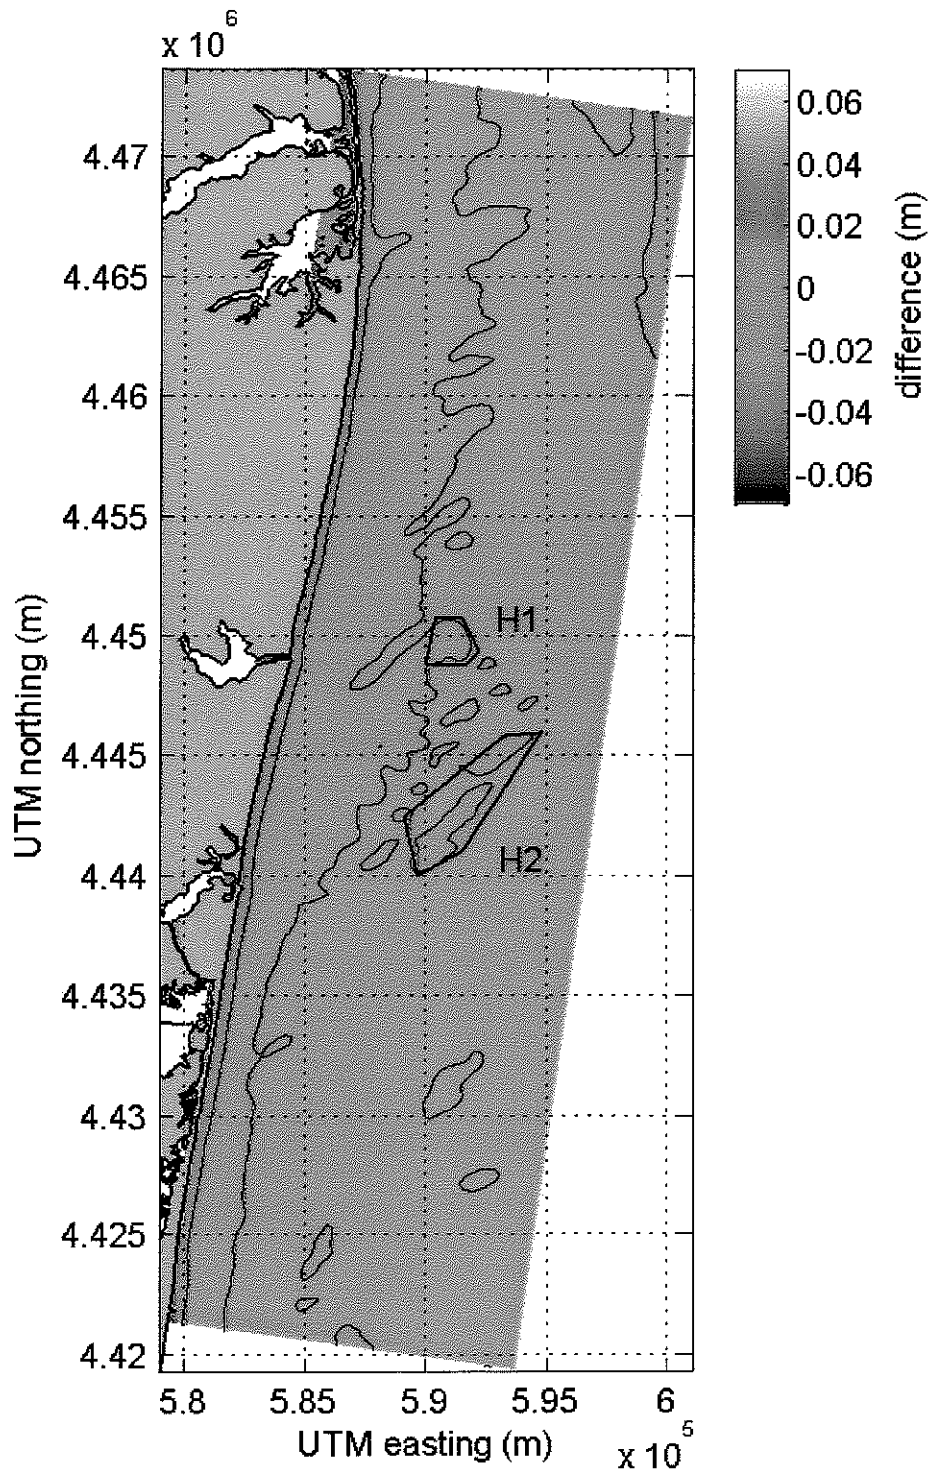 x 10^6
4.47
4.465
4.46
4.455
4.45
4.445
4.44
4.435
4.43
4.425
4.42
UTM northing (m)
H1
H2
5.8 5.85 5.9 5.95 6
UTM easting (m)
x 10^5
0.06
0.04
0.02
0
-0.02
-0.04
-0.06
difference (m)